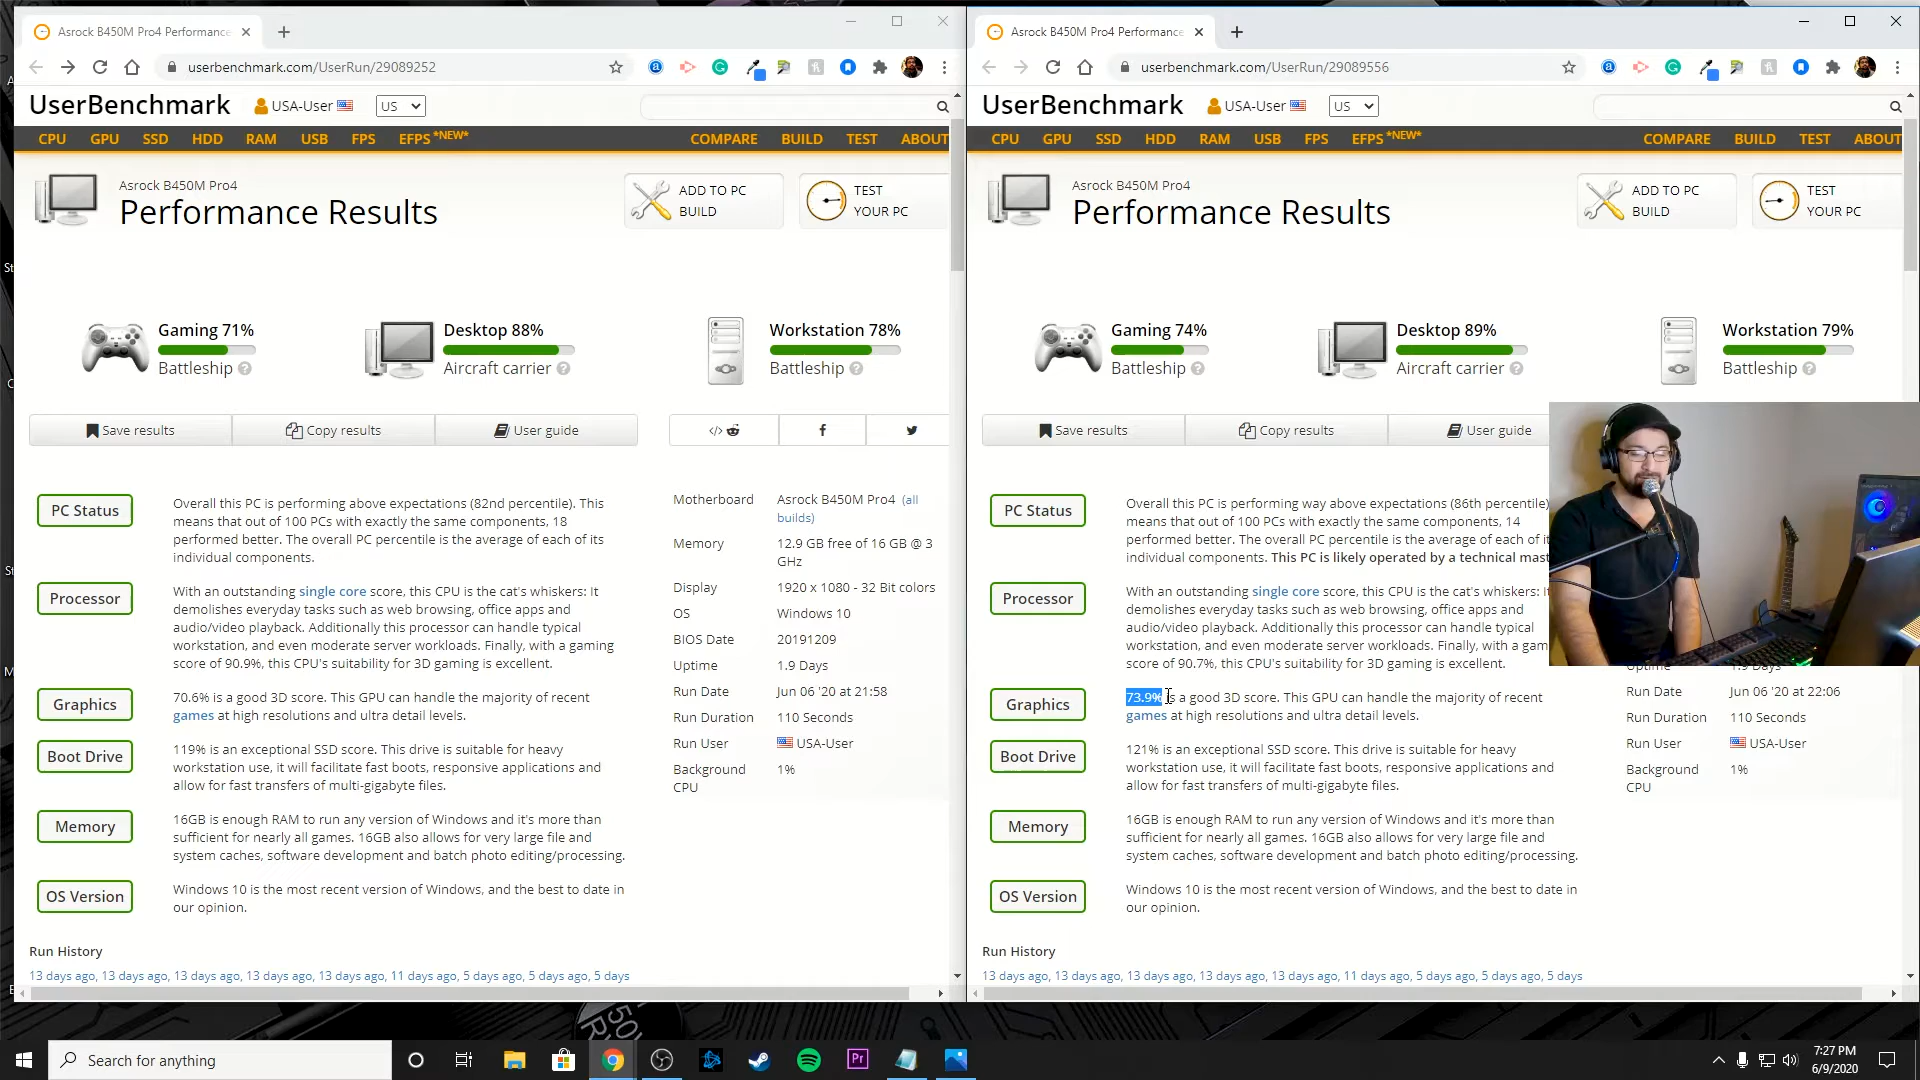 Asrock B450M Pro4 Performance
userbenchmark.com/UserRun/29089252
UserBenchmark
USA-User
US
CPU GPU SSD HDD RAM USB FPS EFPS *NEW* COMPARE BUILD TEST ABOUT
Asrock B450M Pro4
Performance Results
ADD TO PC
BUILD
TEST
YOUR PC
Gaming 71%
Battleship
Desktop 88%
Aircraft carrier
Workstation 78%
Battleship
Save results
Copy results
User guide
PC Status
Overall this PC is performing above expectations (82nd percentile). This
means that out of 100 PCs with exactly the same components, 18
performed better. The overall PC percentile is the average of each of its
individual components.
Processor
With an outstanding single core score, this CPU is the cat's whiskers: It
demolishes everyday tasks such as web browsing, office apps and
audio/video playback. Additionally this processor can handle typical
workstation, and even moderate server workloads. Finally, with a gaming
score of 90.9%, this CPU's suitability for 3D gaming is excellent.
Graphics
70.6% is a good 3D score. This GPU can handle the majority of recent
games at high resolutions and ultra detail levels.
Boot Drive
119% is an exceptional SSD score. This drive is suitable for heavy
workstation use, it will facilitate fast boots, responsive applications and
allow for fast transfers of multi-gigabyte files.
Memory
16GB is enough RAM to run any version of Windows and it's more than
sufficient for nearly all games. 16GB also allows for very large file and
system caches, software development and batch photo editing/processing.
OS Version
Windows 10 is the most recent version of Windows, and the best to date in
our opinion.
Motherboard Asrock B450M Pro4 (all
builds)
Memory 12.9 GB free of 16 GB @ 3
GHz
Display 1920 x 1080 - 32 Bit colors
OS Windows 10
BIOS Date 20191209
Uptime 1.9 Days
Run Date Jun 06 '20 at 21:58
Run Duration 110 Seconds
Run User USA-User
Background 1%
CPU
Run History
13 days ago, 13 days ago, 13 days ago, 13 days ago, 13 days ago, 11 days ago, 5 days ago, 5 days ago, 5 days
Asrock B450M Pro4 Performance
userbenchmark.com/UserRun/29089556
UserBenchmark
USA-User
US
CPU GPU SSD HDD RAM USB FPS EFPS *NEW* COMPARE BUILD TEST ABOUT
Asrock B450M Pro4
Performance Results
ADD TO PC
BUILD
TEST
YOUR PC
Gaming 74%
Battleship
Desktop 89%
Aircraft carrier
Workstation 79%
Battleship
Save results
Copy results
User guide
PC Status
Overall this PC is performing way above expectations (86th percentile)
means that out of 100 PCs with exactly the same components, 14
performed better. The overall PC percentile is the average of each of
individual components. This PC is likely operated by a technical mast
Processor
With an outstanding single core score, this CPU is the cat's whiskers: It
demolishes everyday tasks such as web browsing, office apps and
audio/video playback. Additionally this processor can handle typical
workstation, and even moderate server workloads. Finally, with a gam
score of 90.7%, this CPU's suitability for 3D gaming is excellent.
Graphics
73.9% is a good 3D score. This GPU can handle the majority of recent
games at high resolutions and ultra detail levels.
Boot Drive
121% is an exceptional SSD score. This drive is suitable for heavy
workstation use, it will facilitate fast boots, responsive applications and
allow for fast transfers of multi-gigabyte files.
Memory
16GB is enough RAM to run any version of Windows and it's more than
sufficient for nearly all games. 16GB also allows for very large file and
system caches, software development and batch photo editing/processing.
OS Version
Windows 10 is the most recent version of Windows, and the best to date in
our opinion.
Uptime 1.9 Days
Run Date Jun 06 '20 at 22:06
Run Duration 110 Seconds
Run User USA-User
Background 1%
CPU
Run History
13 days ago, 13 days ago, 13 days ago, 13 days ago, 13 days ago, 11 days ago, 5 days ago, 5 days ago, 5 days
Search for anything
Pr
7:27 PM
6/9/2020